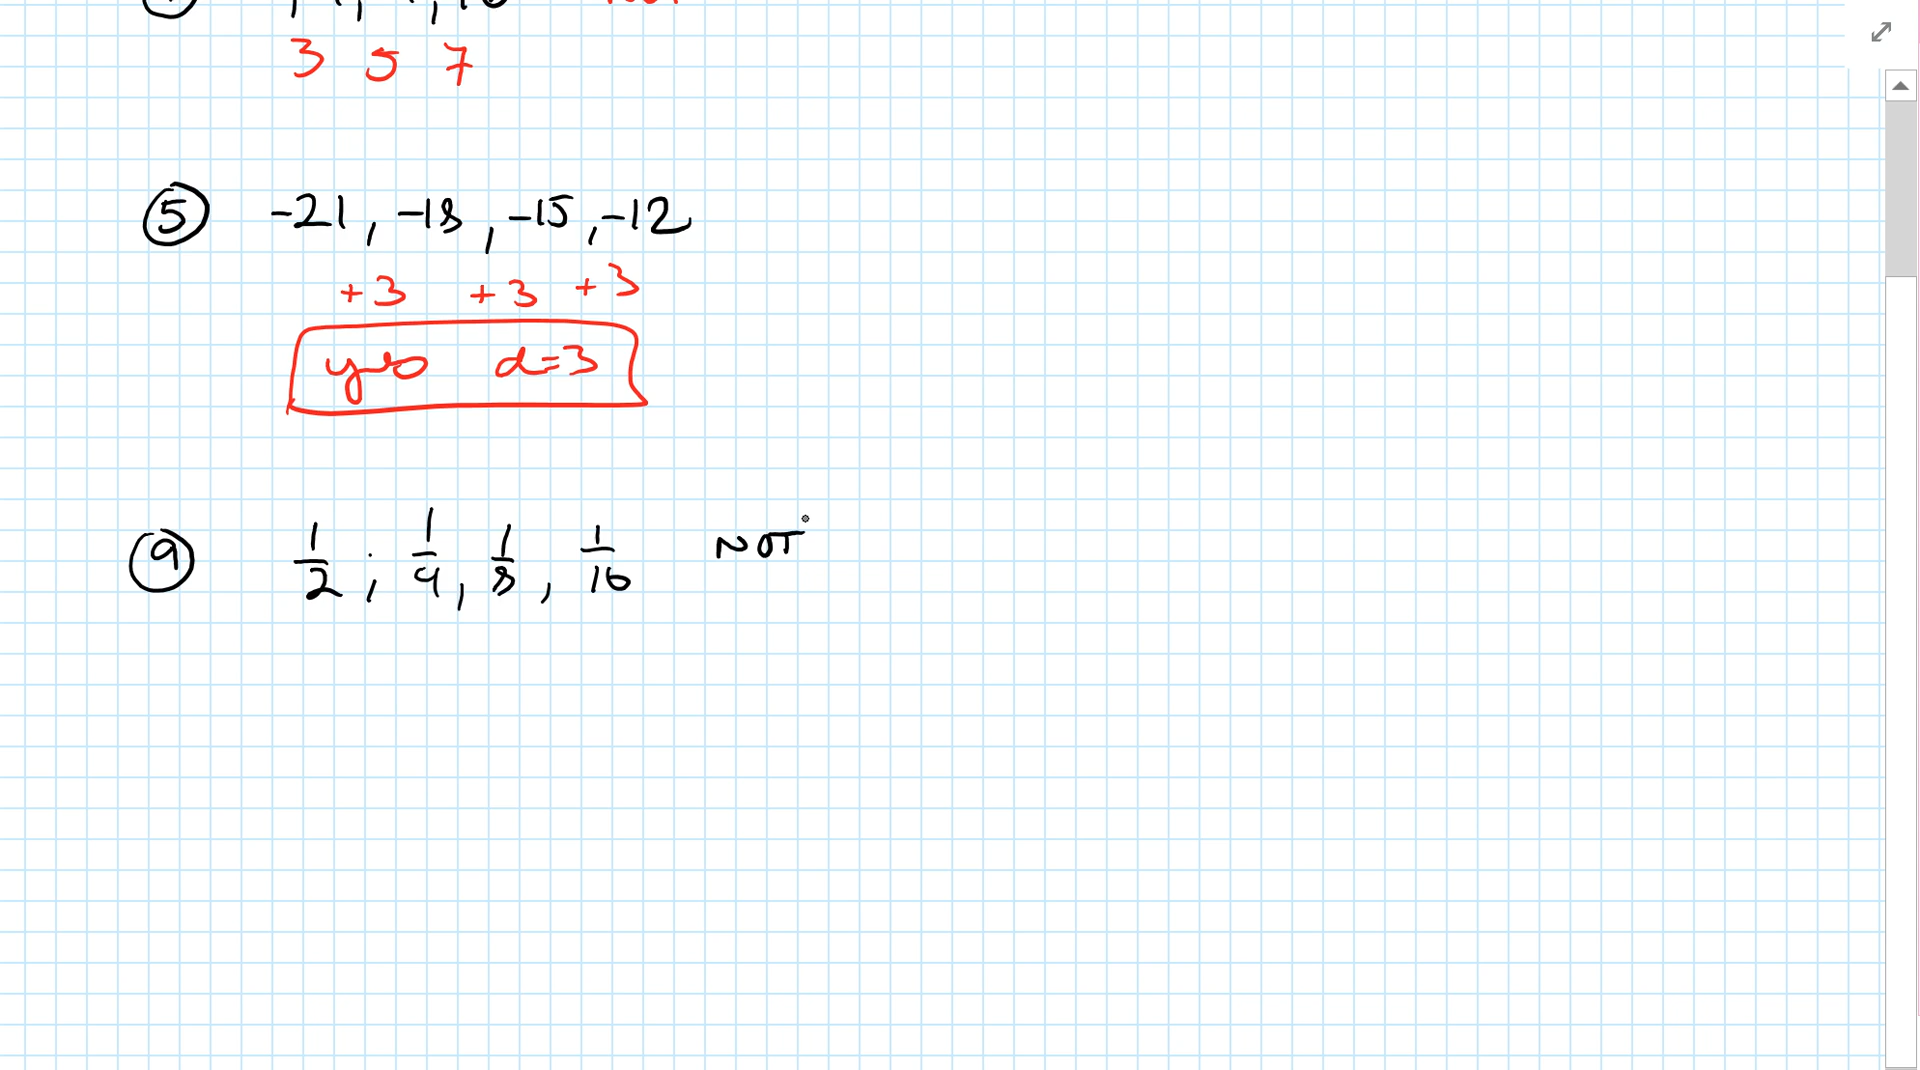 3 5 7
⑤ -21, -18, -15, -12
+3 +3 +3
yes d=3
⑨ 1/2, 1/4, 1/8, 1/16 NOT